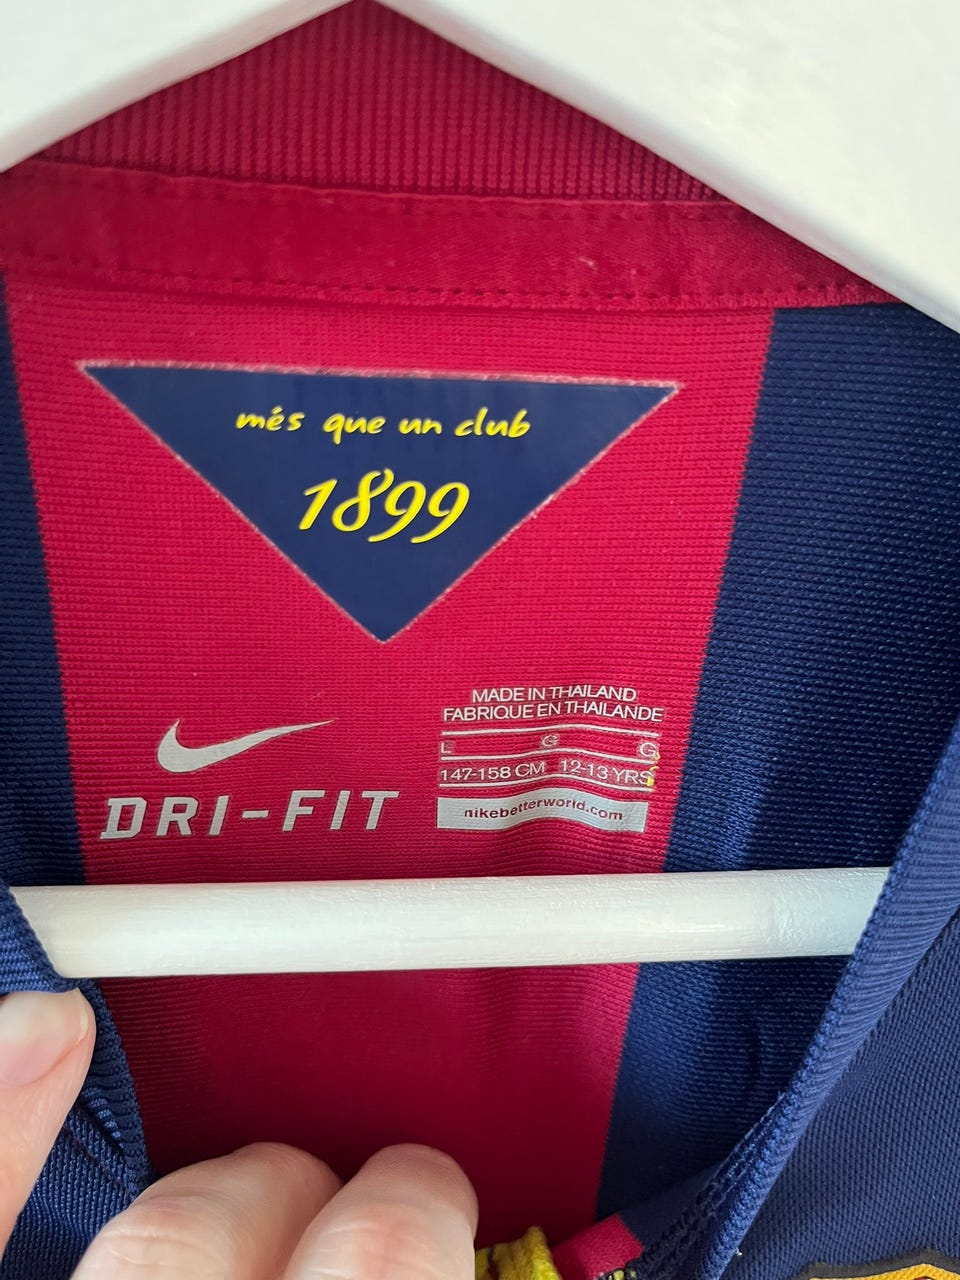 més que un club
1899
MADE IN THAILAND
FABRIQUE EN THAILANDE
L G G
147-158 CM 12-13 YRS
nikebetterworld.com
DRI-FIT